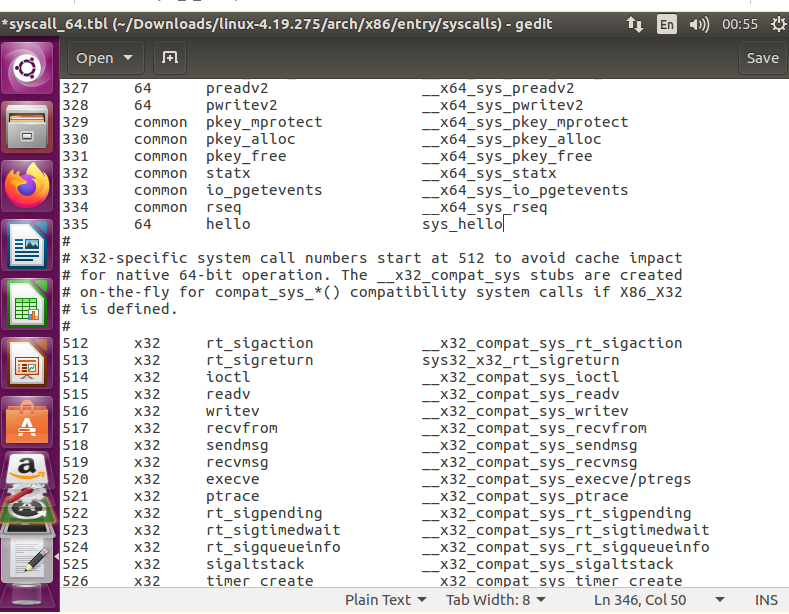 *syscall_64.tbl (~/Downloads/linux-4.19.275/arch/x86/entry/syscalls) - gedit En 00:55
Open Save
327 64 preadv2 __x64_sys_preadv2
328 64 pwritev2 __x64_sys_pwritev2
329 common pkey_mprotect __x64_sys_pkey_mprotect
330 common pkey_alloc __x64_sys_pkey_alloc
331 common pkey_free __x64_sys_pkey_free
332 common statx __x64_sys_statx
333 common io_pgetevents __x64_sys_io_pgetevents
334 common rseq __x64_sys_rseq
335 64 hello sys_hello
#
# x32-specific system call numbers start at 512 to avoid cache impact
# for native 64-bit operation. The __x32_compat_sys stubs are created
# on-the-fly for compat_sys_*() compatibility system calls if X86_X32
# is defined.
#
512 x32 rt_sigaction __x32_compat_sys_rt_sigaction
513 x32 rt_sigreturn sys32_x32_rt_sigreturn
514 x32 ioctl __x32_compat_sys_ioctl
515 x32 readv __x32_compat_sys_readv
516 x32 writev __x32_compat_sys_writev
517 x32 recvfrom __x32_compat_sys_recvfrom
518 x32 sendmsg __x32_compat_sys_sendmsg
519 x32 recvmsg __x32_compat_sys_recvmsg
520 x32 execve __x32_compat_sys_execve/ptregs
521 x32 ptrace __x32_compat_sys_ptrace
522 x32 rt_sigpending __x32_compat_sys_rt_sigpending
523 x32 rt_sigtimedwait __x32_compat_sys_rt_sigtimedwait
524 x32 rt_sigqueueinfo __x32_compat_sys_rt_sigqueueinfo
525 x32 sigaltstack __x32_compat_sys_sigaltstack
526 x32 timer_create __x32_compat_sys_timer_create
Plain Text Tab Width: 8 Ln 346, Col 50 INS